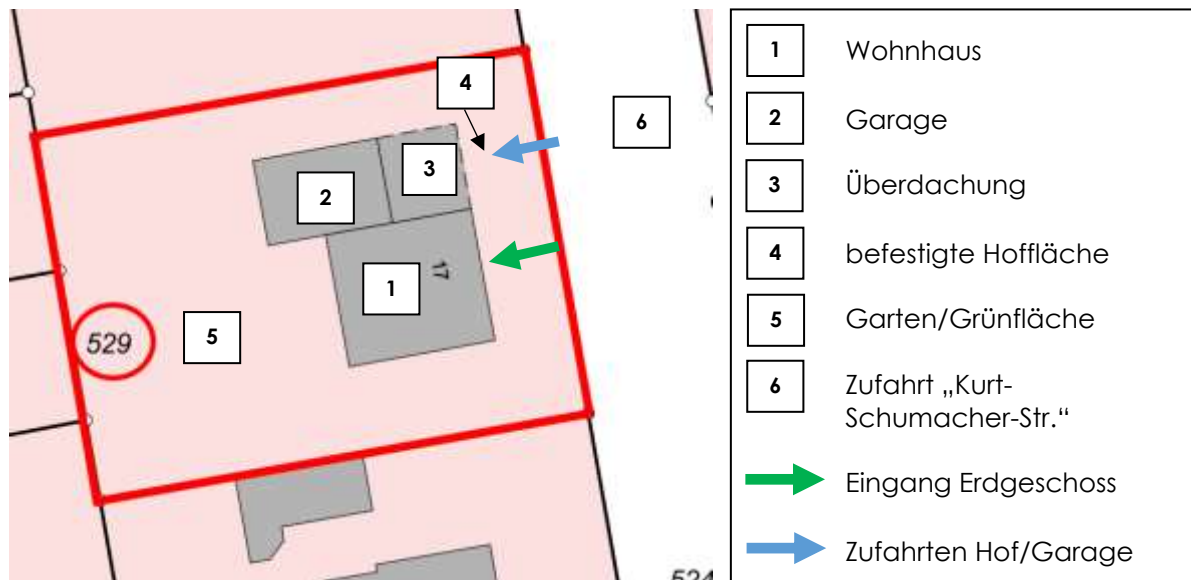 4
6
3
2
17
1
529
5
1 Wohnhaus
2 Garage
3 Überdachung
4 befestigte Hoffläche
5 Garten/Grünfläche
6 Zufahrt „Kurt-
Schumacher-Str.“
Eingang Erdgeschoss
Zufahrten Hof/Garage